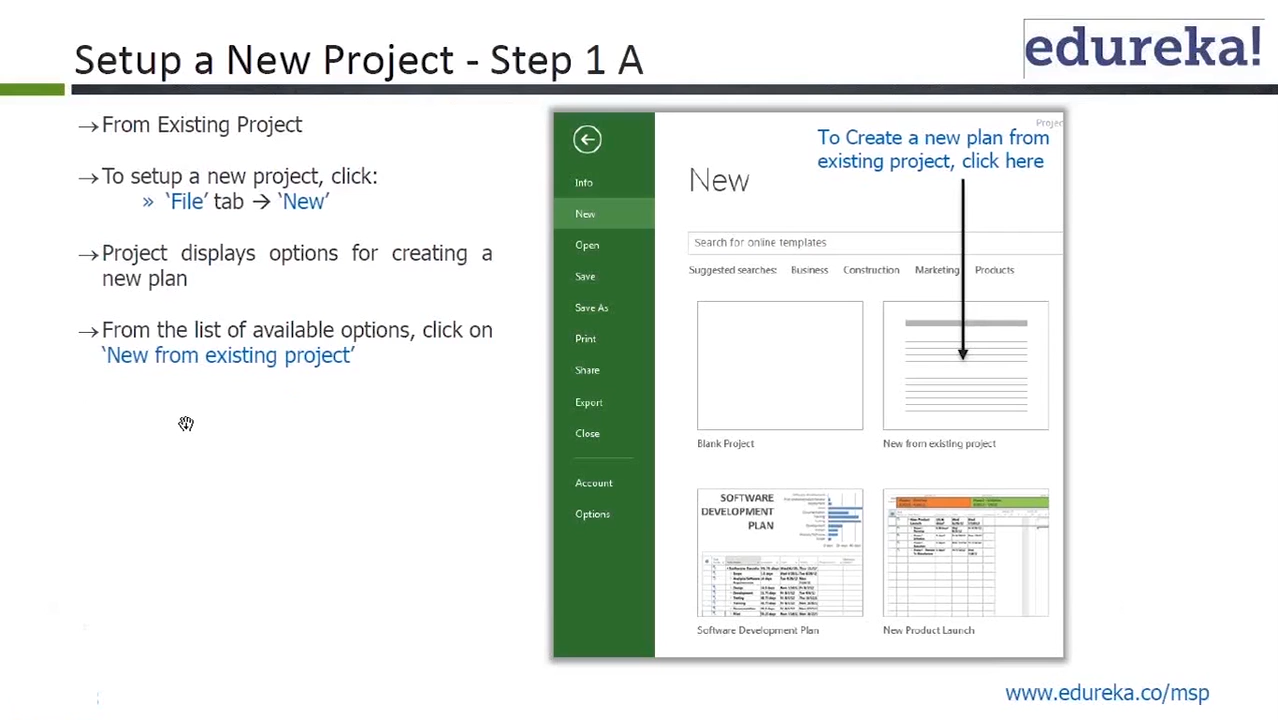 Setup a New Project - Step 1 A
edureka!
→From Existing Project
→To setup a new project, click:
» ‘File’ tab → ‘New’
→Project displays options for creating a
new plan
→From the list of available options, click on
‘New from existing project’
Projec
To Create a new plan from
existing project, click here
Info
New
Open
Save
Save As
Print
Share
Export
Close
Account
Options
New
Search for online templates
Suggested searches: Business Construction Marketing Products
Blank Project
New from existing project
SOFTWARE
DEVELOPMENT
PLAN
Software Development Plan
New Product Launch
www.edureka.co/msp